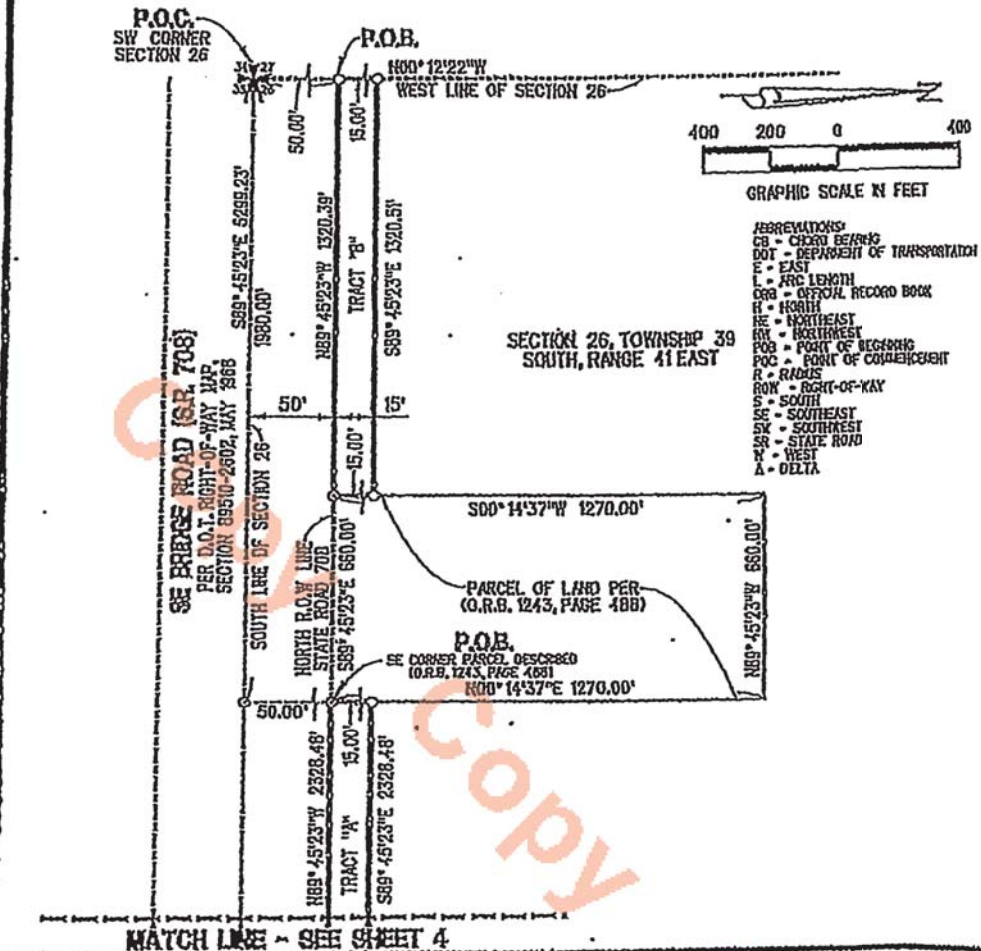 P.O.C.
SW CORNER
SECTION 26
P.O.B.
34 27
35 26
N00°12'22"W
WEST LINE OF SECTION 26
50.00'
15.00'
400 200 0 400
GRAPHIC SCALE IN FEET
ABBREVIATIONS:
CB - CHORD BEARING
DOT - DEPARTMENT OF TRANSPORTATION
E - EAST
L - ARC LENGTH
ORB - OFFICIAL RECORD BOOK
N - NORTH
NE - NORTHEAST
NW - NORTHWEST
POB - POINT OF BEGINNING
POC - POINT OF COMMENCEMENT
R - RADIUS
ROW - RIGHT-OF-WAY
S - SOUTH
SE - SOUTHEAST
SW - SOUTHWEST
SR - STATE ROAD
W - WEST
Δ - DELTA
S89°45'23"E 5299.23'
1980.00'
N89°45'23"W 1320.39'
TRACT "B"
S89°45'23"E 1320.51'
SECTION 26, TOWNSHIP 39
SOUTH, RANGE 41 EAST
SE BRIDGE ROAD (S.R. 708)
PER D.O.T. RIGHT-OF-WAY MAP,
SECTION 89510-2602, MAY 1966
SOUTH LINE OF SECTION 26
50' 15'
15.00'
S00°14'37"W 1270.00'
NORTH R.O.W LINE
STATE ROAD 708
S89°45'23"E 660.00'
PARCEL OF LAND PER
(O.R.B. 1243, PAGE 488)
N89°45'23"W 660.00'
P.O.B.
SE CORNER PARCEL DESCRIBED
(O.R.B. 1243, PAGE 488)
N00°14'37"E 1270.00'
50.00'
15.00'
N89°45'23"W 2328.48'
TRACT "A"
S89°45'23"E 2328.48'
MATCH LINE - SEE SHEET 4
Copy
Copy